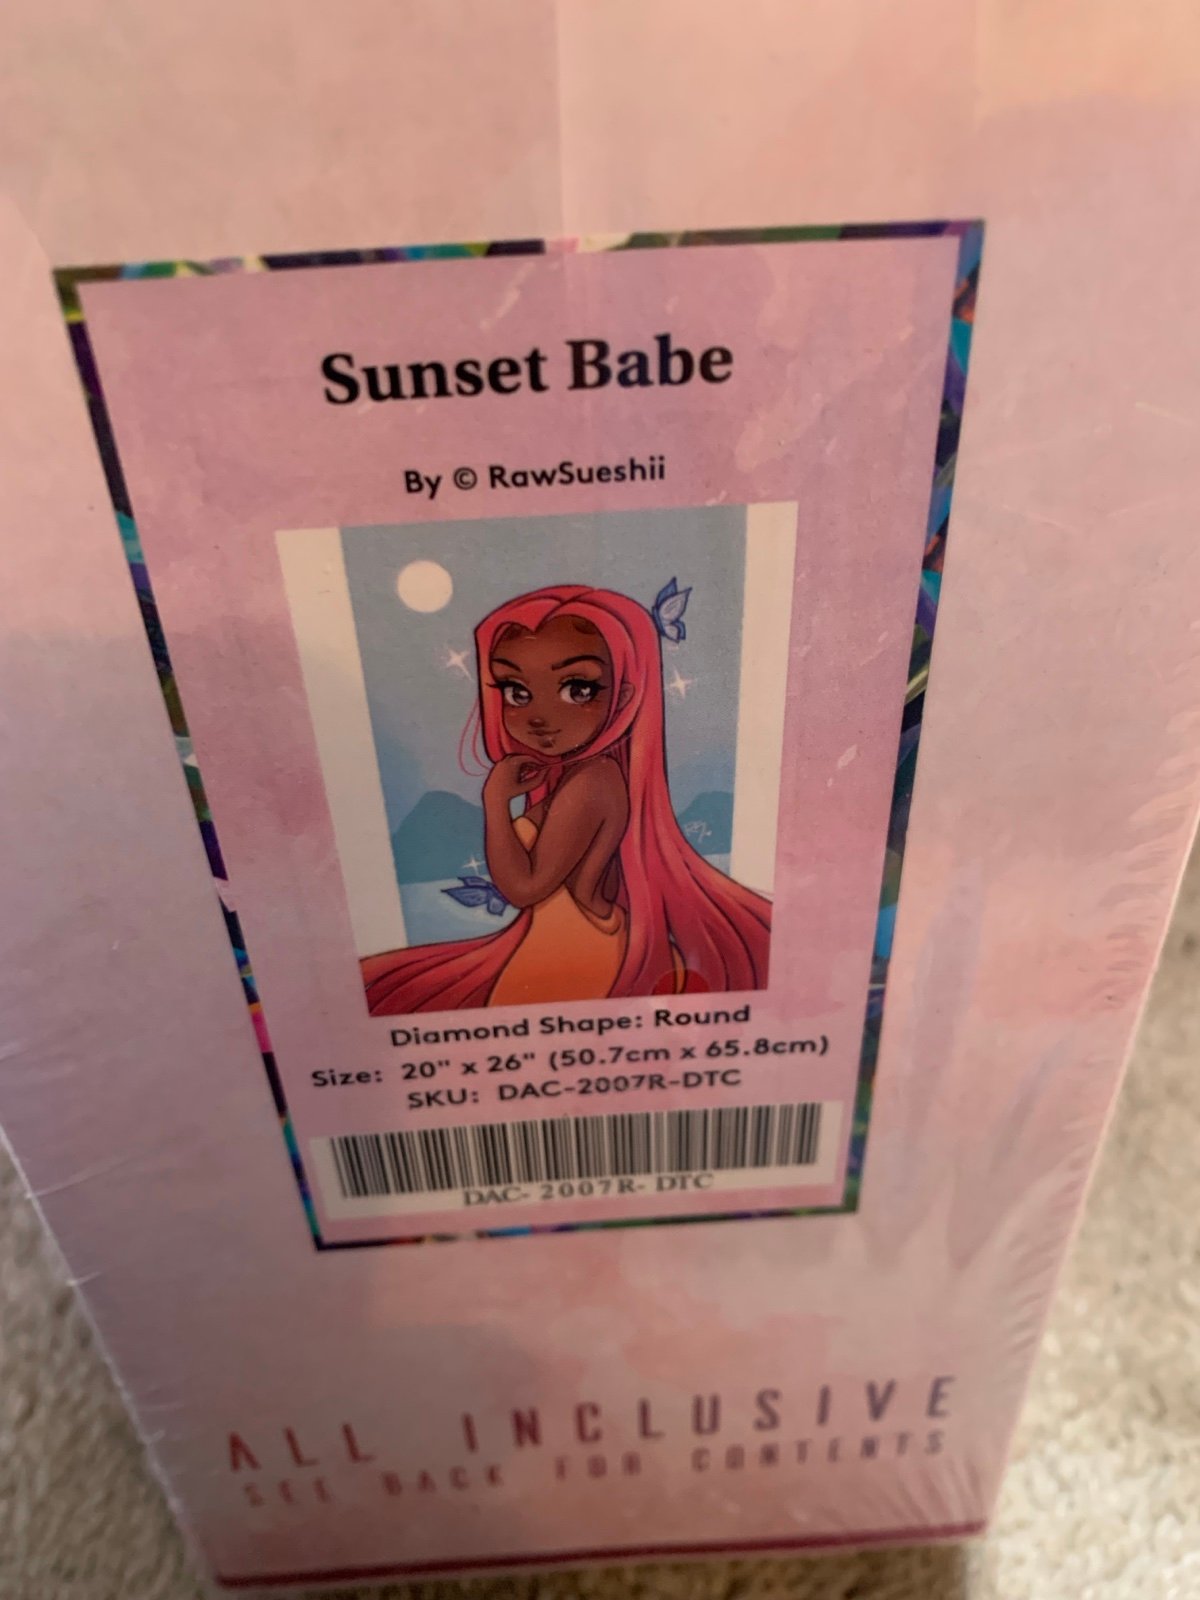 Sunset Babe
By © RawSueshii
Diamond Shape: Round
Size: 20" x 26" (50.7cm x 65.8cm)
SKU: DAC-2007R-DTC
DAC- 2007R- DTC
ALL INCLUSIVE
SEE BACK FOR CONTENTS